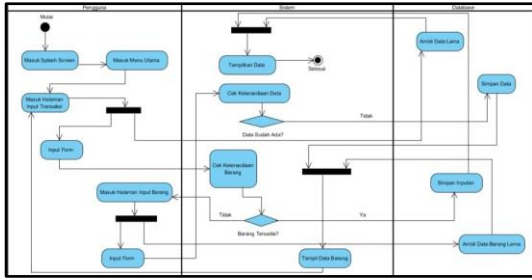 Pengguna
Sistem
Database
Mulai
Masuk Splash Screen
Masuk Menu Utama
Tampilkan Data
Selesai
Ambil Data Lama
Masuk Halaman
Input Transaksi
Cek Ketersediaan Data
Simpan Data
Tidak
Data Sudah Ada?
Input Form
Cek Ketersediaan
Barang
Masuk Halaman Input Barang
Simpan Inputan
Tidak
Ya
Barang Tersedia?
Input Form
Tampil Data Barang
Ambil Data Barang Lama